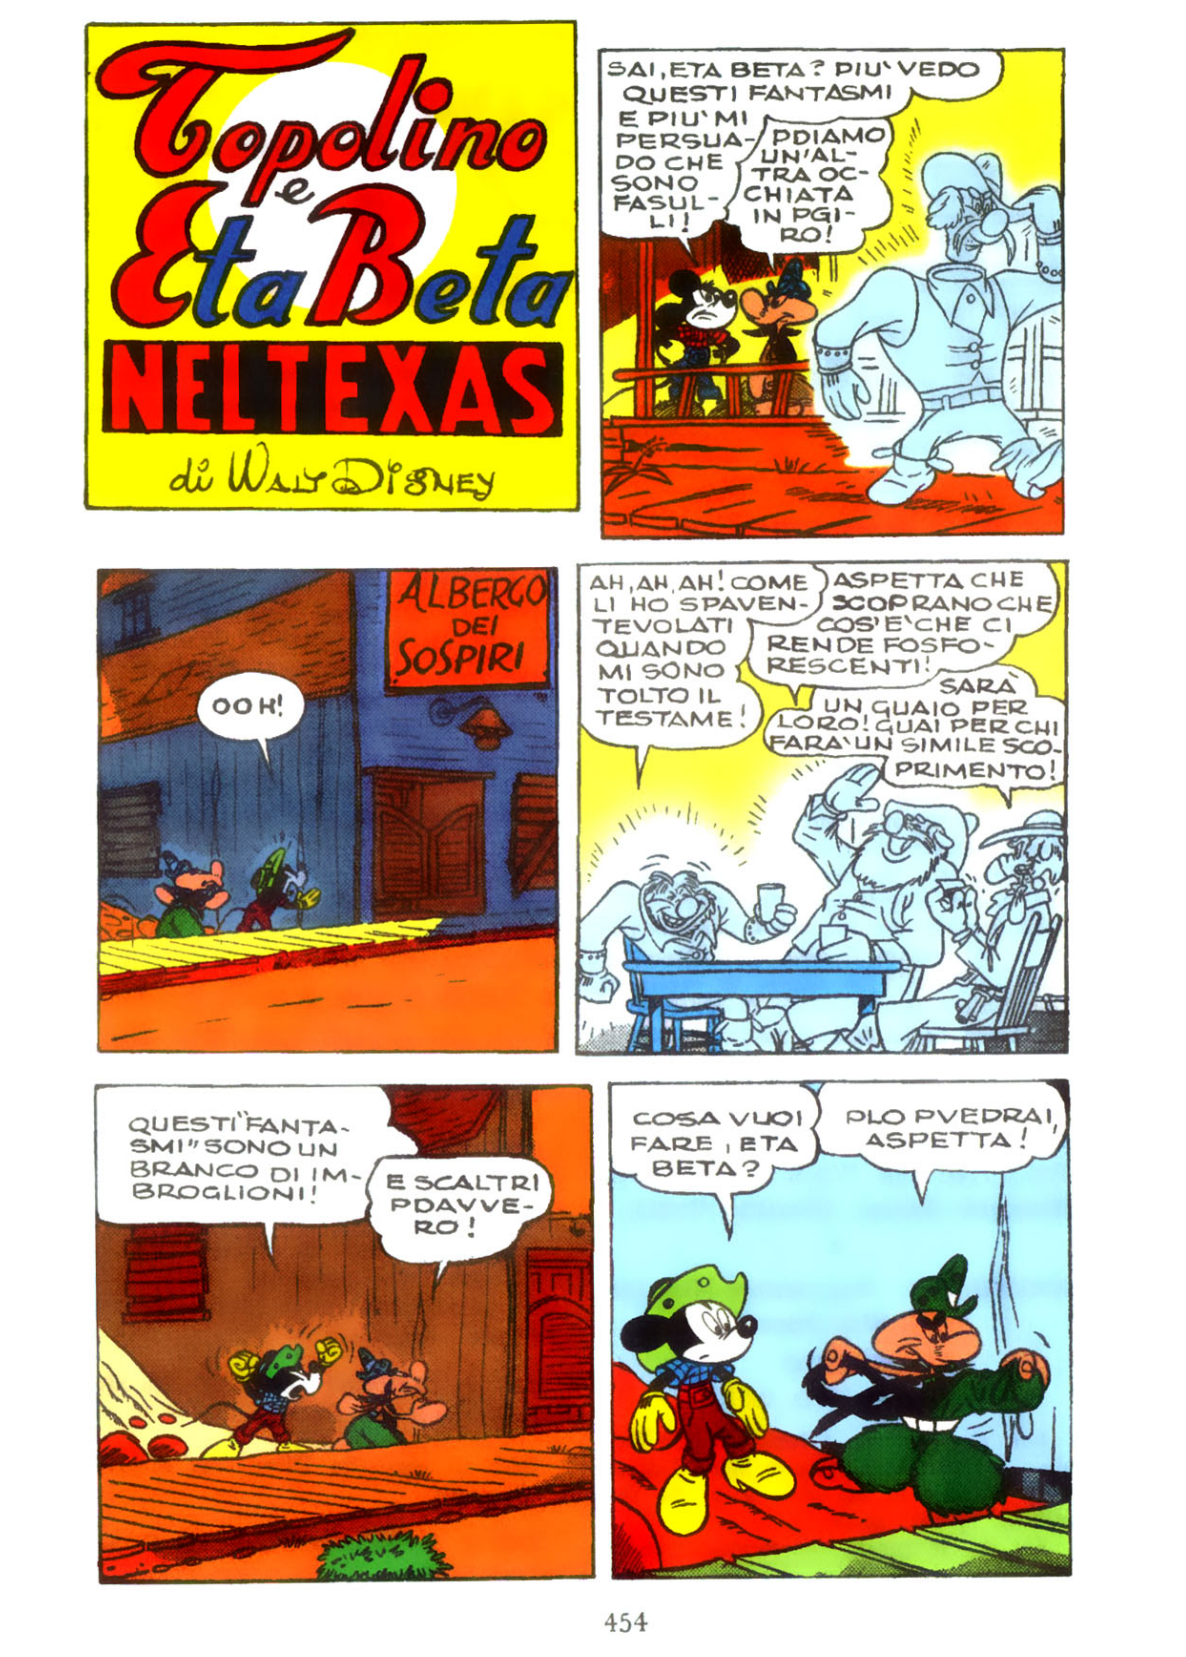 Topolino
e
Eta Beta
NEL TEXAS
di WALT DISNEY
SAI, ETA BETA? PIU' VEDO
QUESTI FANTASMI
E PIU' MI
PERSUA-
DO CHE
SONO
FASUL-
LI!
PDIAMO
UN'AL-
TRA OC-
CHIATA
IN PGI-
RO!
ALBERGO
DEI
SOSPIRI
OOH!
AH, AH, AH! COME
LI HO SPAVEN-
TEVOLATI
QUANDO
MI SONO
TOLTO IL
TESTAME!
ASPETTA CHE
SCOPRANO CHE
COS'E' CHE CI
RENDE FOSFO-
RESCENTI!
SARÀ
UN GUAIO PER
LORO! GUAI PER CHI
FARA' UN SIMILE SCO-
PRIMENTO!
QUESTI "FANTA-
SMI" SONO UN
BRANCO DI IM-
BROGLIONI!
E SCALTRI
PDAVVE-
RO!
COSA VUOI
FARE, ETA
BETA?
PLO PVEDRAI,
ASPETTA!
454